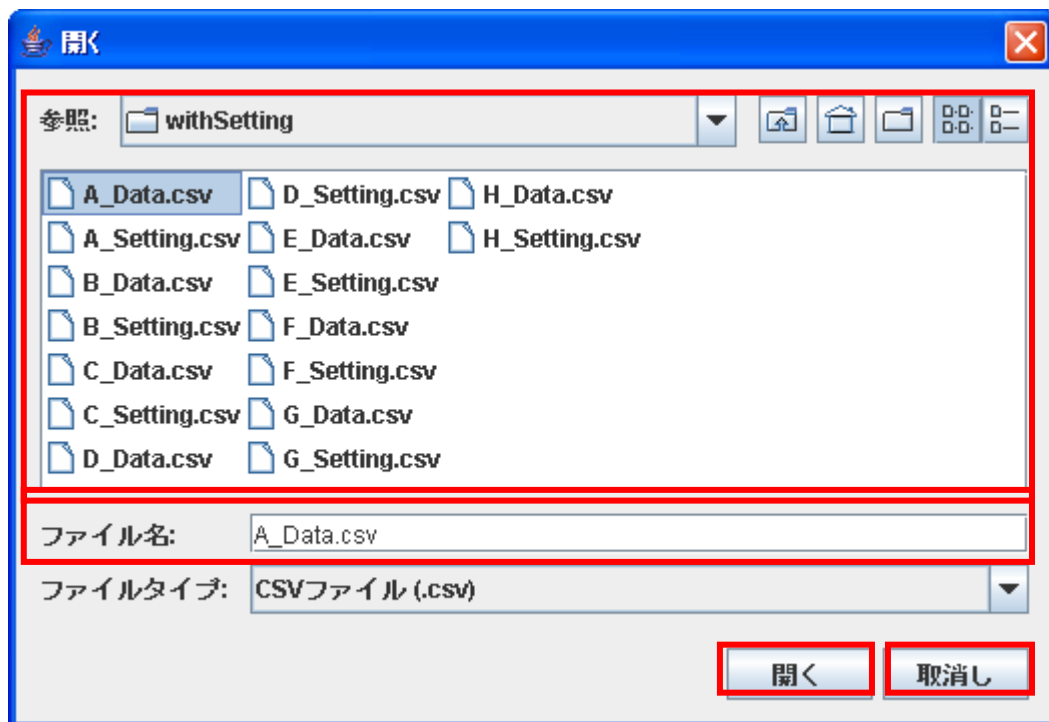 開く
参照: withSetting
A_Data.csv D_Setting.csv H_Data.csv
A_Setting.csv E_Data.csv H_Setting.csv
B_Data.csv E_Setting.csv
B_Setting.csv F_Data.csv
C_Data.csv F_Setting.csv
C_Setting.csv G_Data.csv
D_Data.csv G_Setting.csv
ファイル名: A_Data.csv
ファイルタイプ: CSVファイル (.csv)
開く 取消し